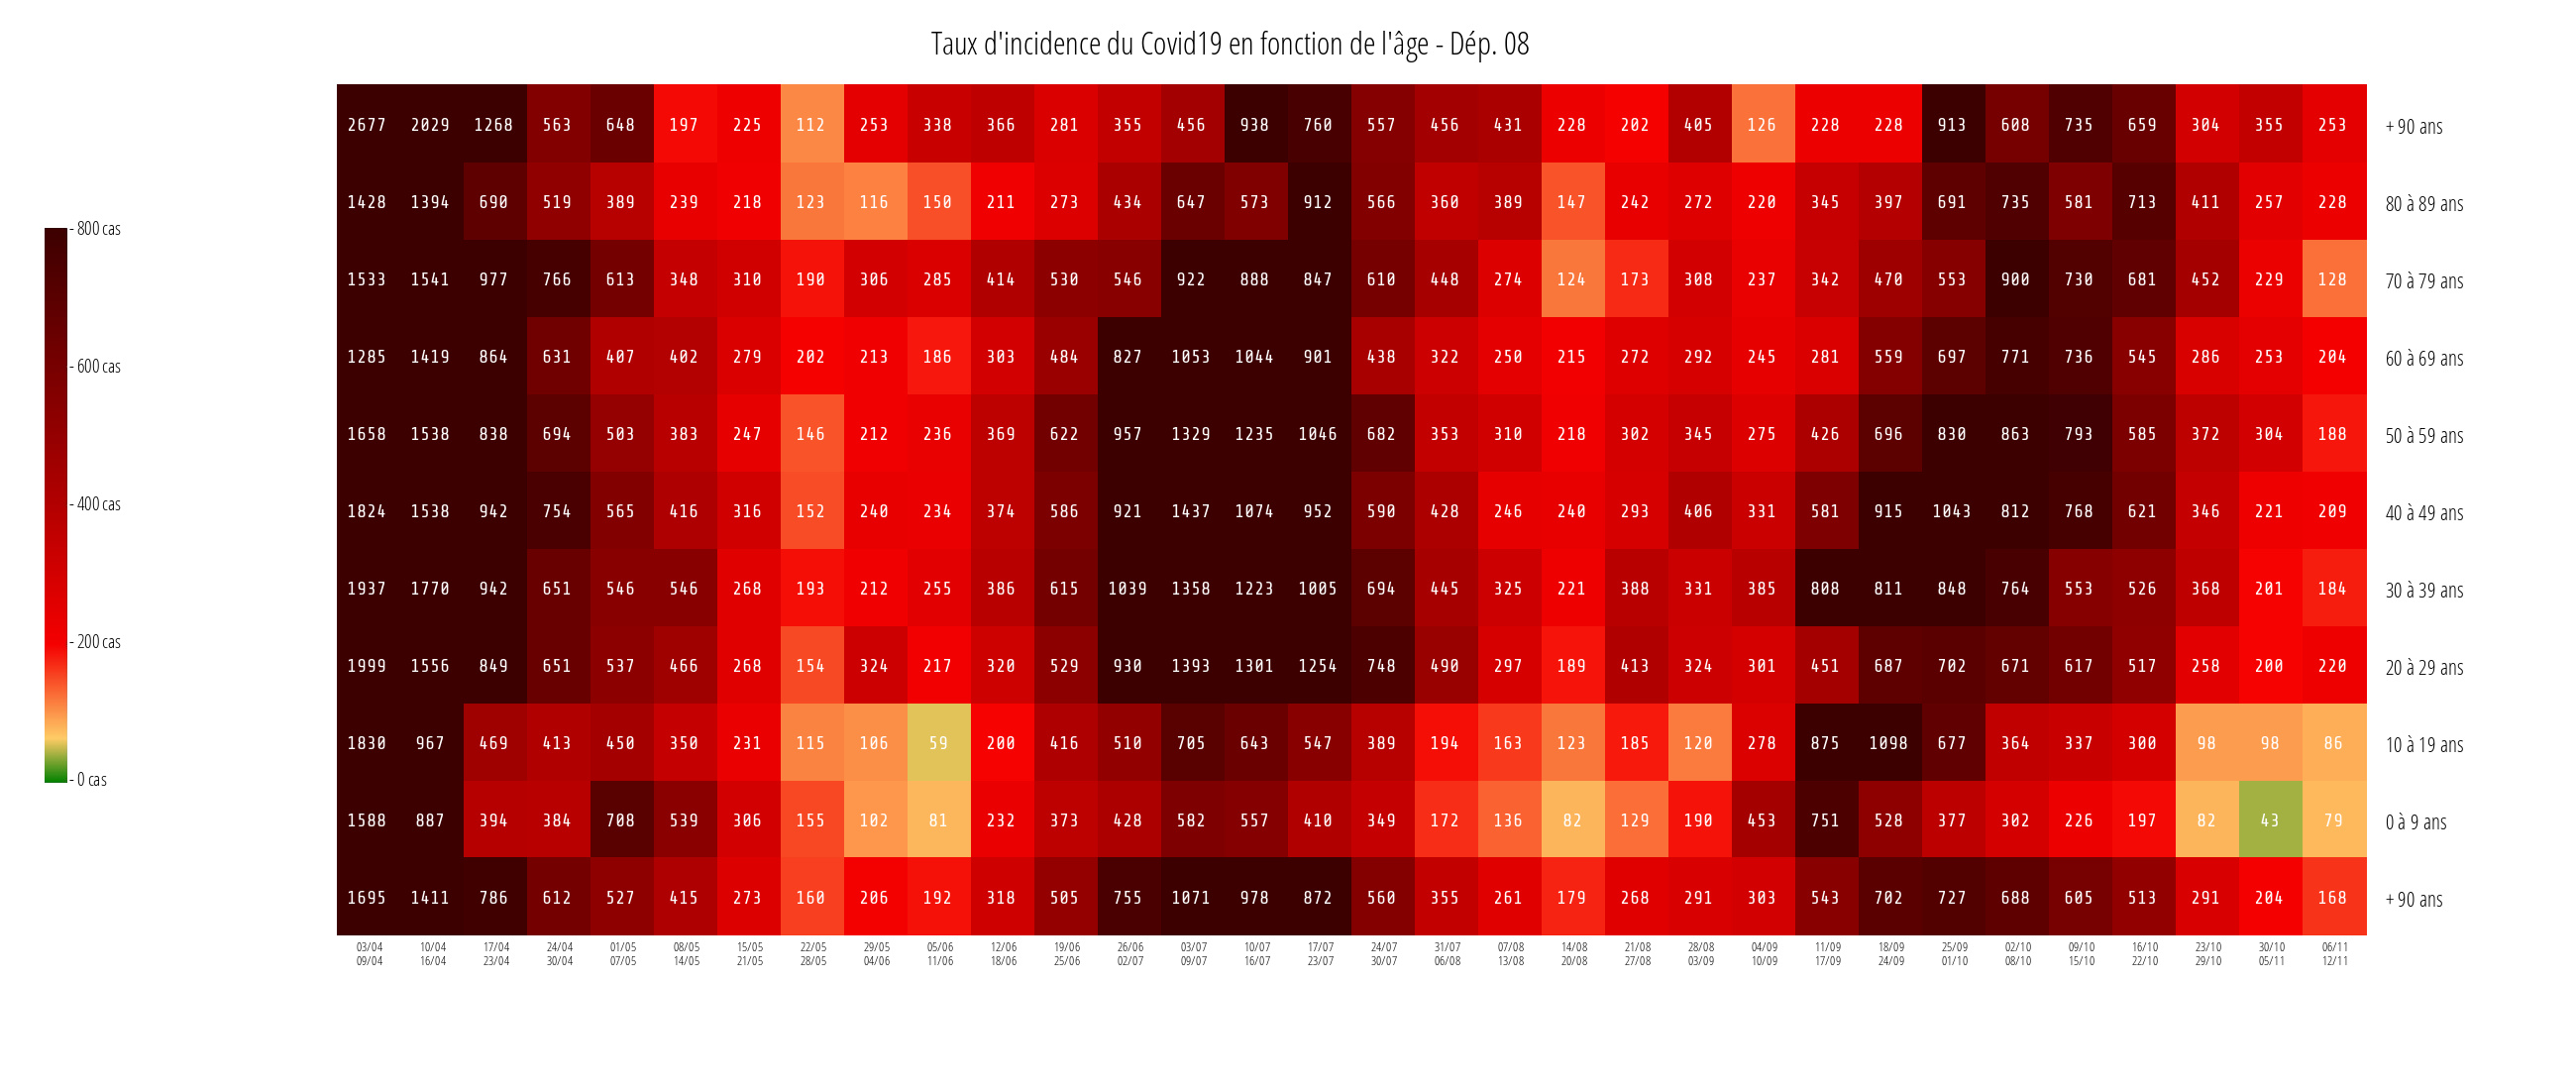 Taux d'incidence du Covid19 en fonction de l'âge - Dép. 08
2677 2029 1268 563 648 197 225 112 253 338 366 281 355 456 938 760 557 456 431 228 202 405 126 228 228 913 608 735 659 304 355 253 + 90 ans
1428 1394 690 519 389 239 218 123 116 150 211 273 434 647 573 912 566 360 389 147 242 272 220 345 397 691 735 581 713 411 257 228 80 à 89 ans
- 800 cas
1533 1541 977 766 613 348 310 190 306 285 414 530 546 922 888 847 610 448 274 124 173 308 237 342 470 553 900 730 681 452 229 128 70 à 79 ans
1285 1419 864 631 407 402 279 202 213 186 303 484 827 1053 1044 901 438 322 250 215 272 292 245 281 559 697 771 736 545 286 253 204 60 à 69 ans
- 600 cas
1658 1538 838 694 503 383 247 146 212 236 369 622 957 1329 1235 1046 682 353 310 218 302 345 275 426 696 830 863 793 585 372 304 188 50 à 59 ans
- 400 cas
1824 1538 942 754 565 416 316 152 240 234 374 586 921 1437 1074 952 590 428 246 240 293 406 331 581 915 1043 812 768 621 346 221 209 40 à 49 ans
1937 1770 942 651 546 546 268 193 212 255 386 615 1039 1358 1223 1005 694 445 325 221 388 331 385 808 811 848 764 553 526 368 201 184 30 à 39 ans
- 200 cas
1999 1556 849 651 537 466 268 154 324 217 320 529 930 1393 1301 1254 748 490 297 189 413 324 301 451 687 702 671 617 517 258 200 220 20 à 29 ans
1830 967 469 413 450 350 231 115 106 59 200 416 510 705 643 547 389 194 163 123 185 120 278 875 1098 677 364 337 300 98 98 86 10 à 19 ans
- 0 cas
1588 887 394 384 708 539 306 155 102 81 232 373 428 582 557 410 349 172 136 82 129 190 453 751 528 377 302 226 197 82 43 79 0 à 9 ans
1695 1411 786 612 527 415 273 160 206 192 318 505 755 1071 978 872 560 355 261 179 268 291 303 543 702 727 688 605 513 291 204 168 + 90 ans
03/04 10/04 17/04 24/04 01/05 08/05 15/05 22/05 29/05 05/06 12/06 19/06 26/06 03/07 10/07 17/07 24/07 31/07 07/08 14/08 21/08 28/08 04/09 11/09 18/09 25/09 02/10 09/10 16/10 23/10 30/10 06/11
09/04 16/04 23/04 30/04 07/05 14/05 21/05 28/05 04/06 11/06 18/06 25/06 02/07 09/07 16/07 23/07 30/07 06/08 13/08 20/08 27/08 03/09 10/09 17/09 24/09 01/10 08/10 15/10 22/10 29/10 05/11 12/11